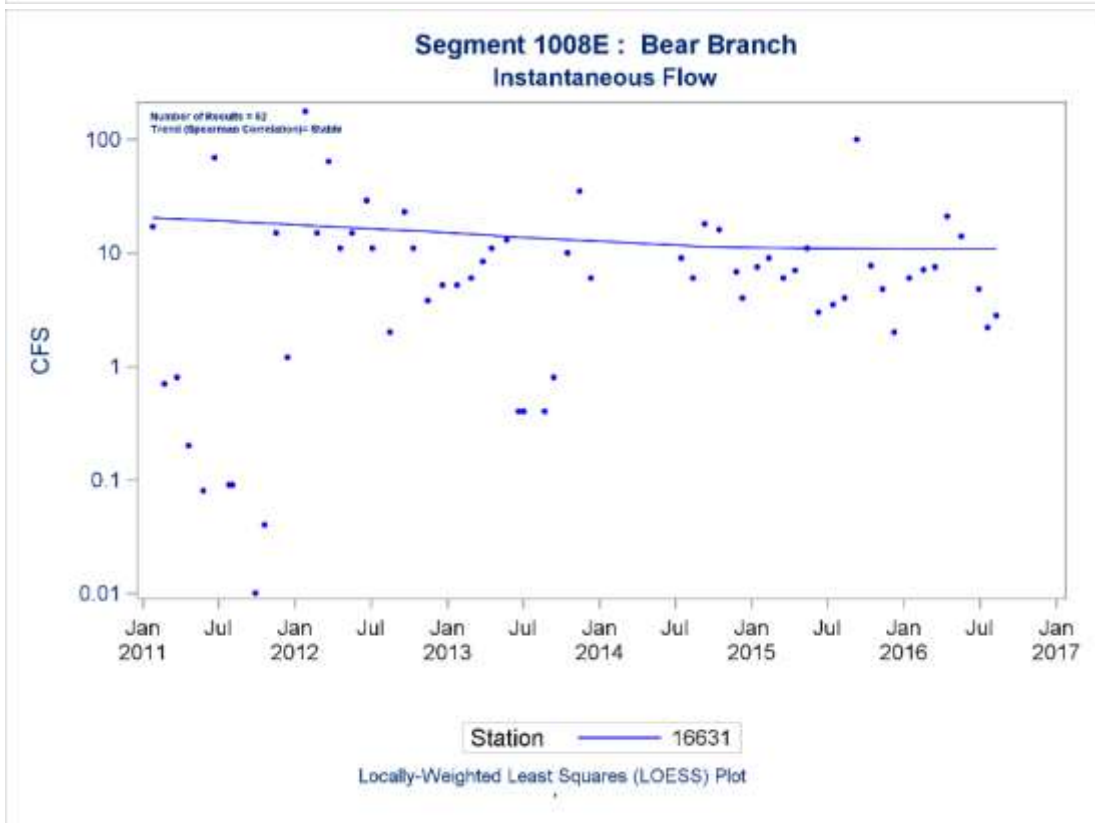 Segment 1008E : Bear Branch
Instantaneous Flow
Number of Results = 62
Trend (Spearman Correlation)= Stable
CFS
100
10
1
0.1
0.01
Jan Jul Jan Jul Jan Jul Jan Jul Jan Jul Jan Jul Jan
2011 2012 2013 2014 2015 2016 2017
Station 16631
Locally-Weighted Least Squares (LOESS) Plot